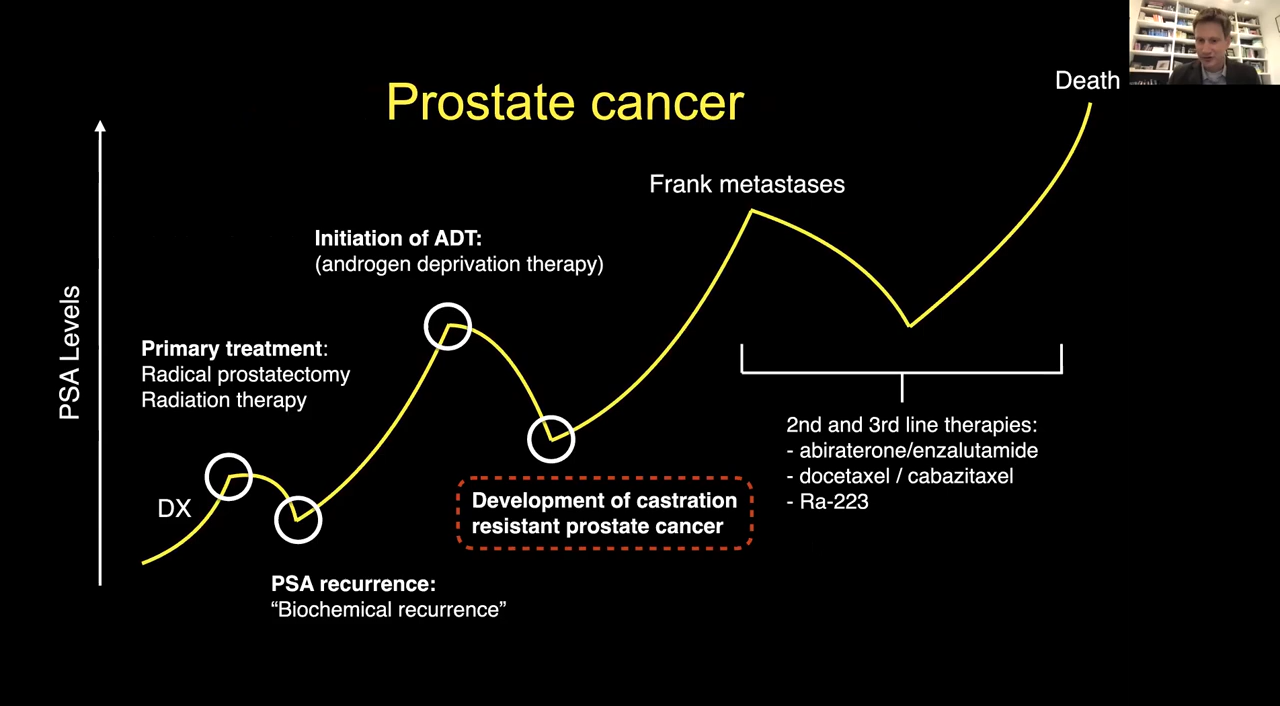 Prostate cancer
Death
Frank metastases
Initiation of ADT:
(androgen deprivation therapy)
PSA Levels
Primary treatment:
Radical prostatectomy
Radiation therapy
DX
2nd and 3rd line therapies:
- abiraterone/enzalutamide
- docetaxel / cabazitaxel
- Ra-223
Development of castration
resistant prostate cancer
PSA recurrence:
“Biochemical recurrence”